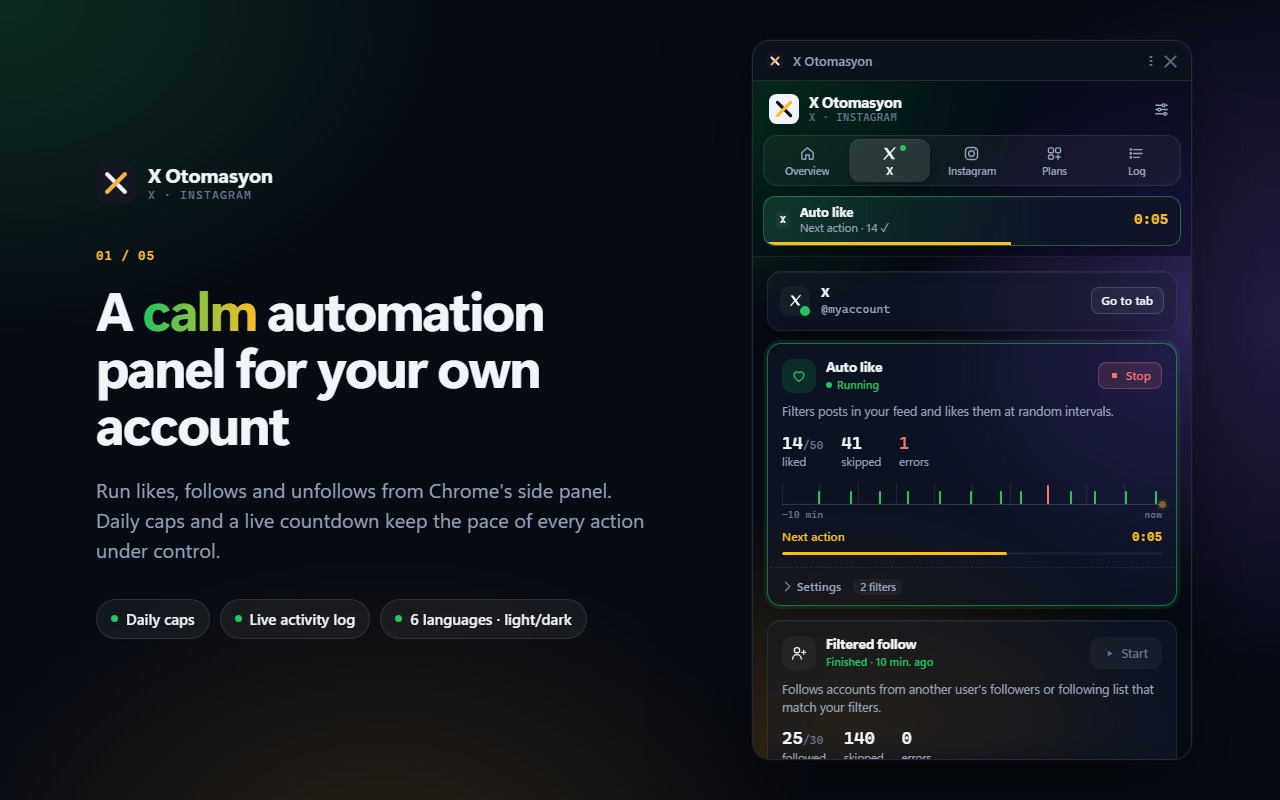 X Otomasyon
X · INSTAGRAM
01 / 05
A calm automation
panel for your own
account
Run likes, follows and unfollows from Chrome's side panel.
Daily caps and a live countdown keep the pace of every action
under control.
Daily caps
Live activity log
6 languages · light/dark
X Otomasyon
X Otomasyon
X · INSTAGRAM
Overview
X
Instagram
Plans
Log
X
Auto like
Next action · 14 ✓
0:05
X
@myaccount
Go to tab
Auto like
Running
Stop
Filters posts in your feed and likes them at random intervals.
14/50 41 1
liked skipped errors
−10 min now
Next action 0:05
Settings 2 filters
Filtered follow
Finished · 10 min. ago
Start
Follows accounts from another user's followers or following list that
match your filters.
25/30 140 0
followed skipped errors